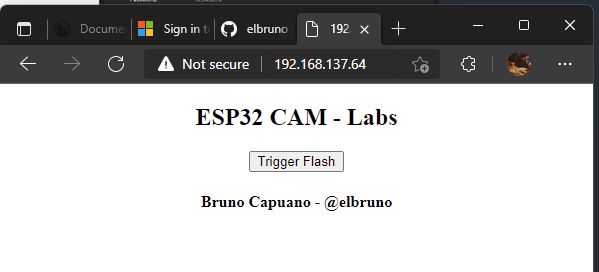 Docume
Sign in t
elbruno
192.
Not secure
192.168.137.64
ESP32 CAM - Labs
Trigger Flash
Bruno Capuano - @elbruno